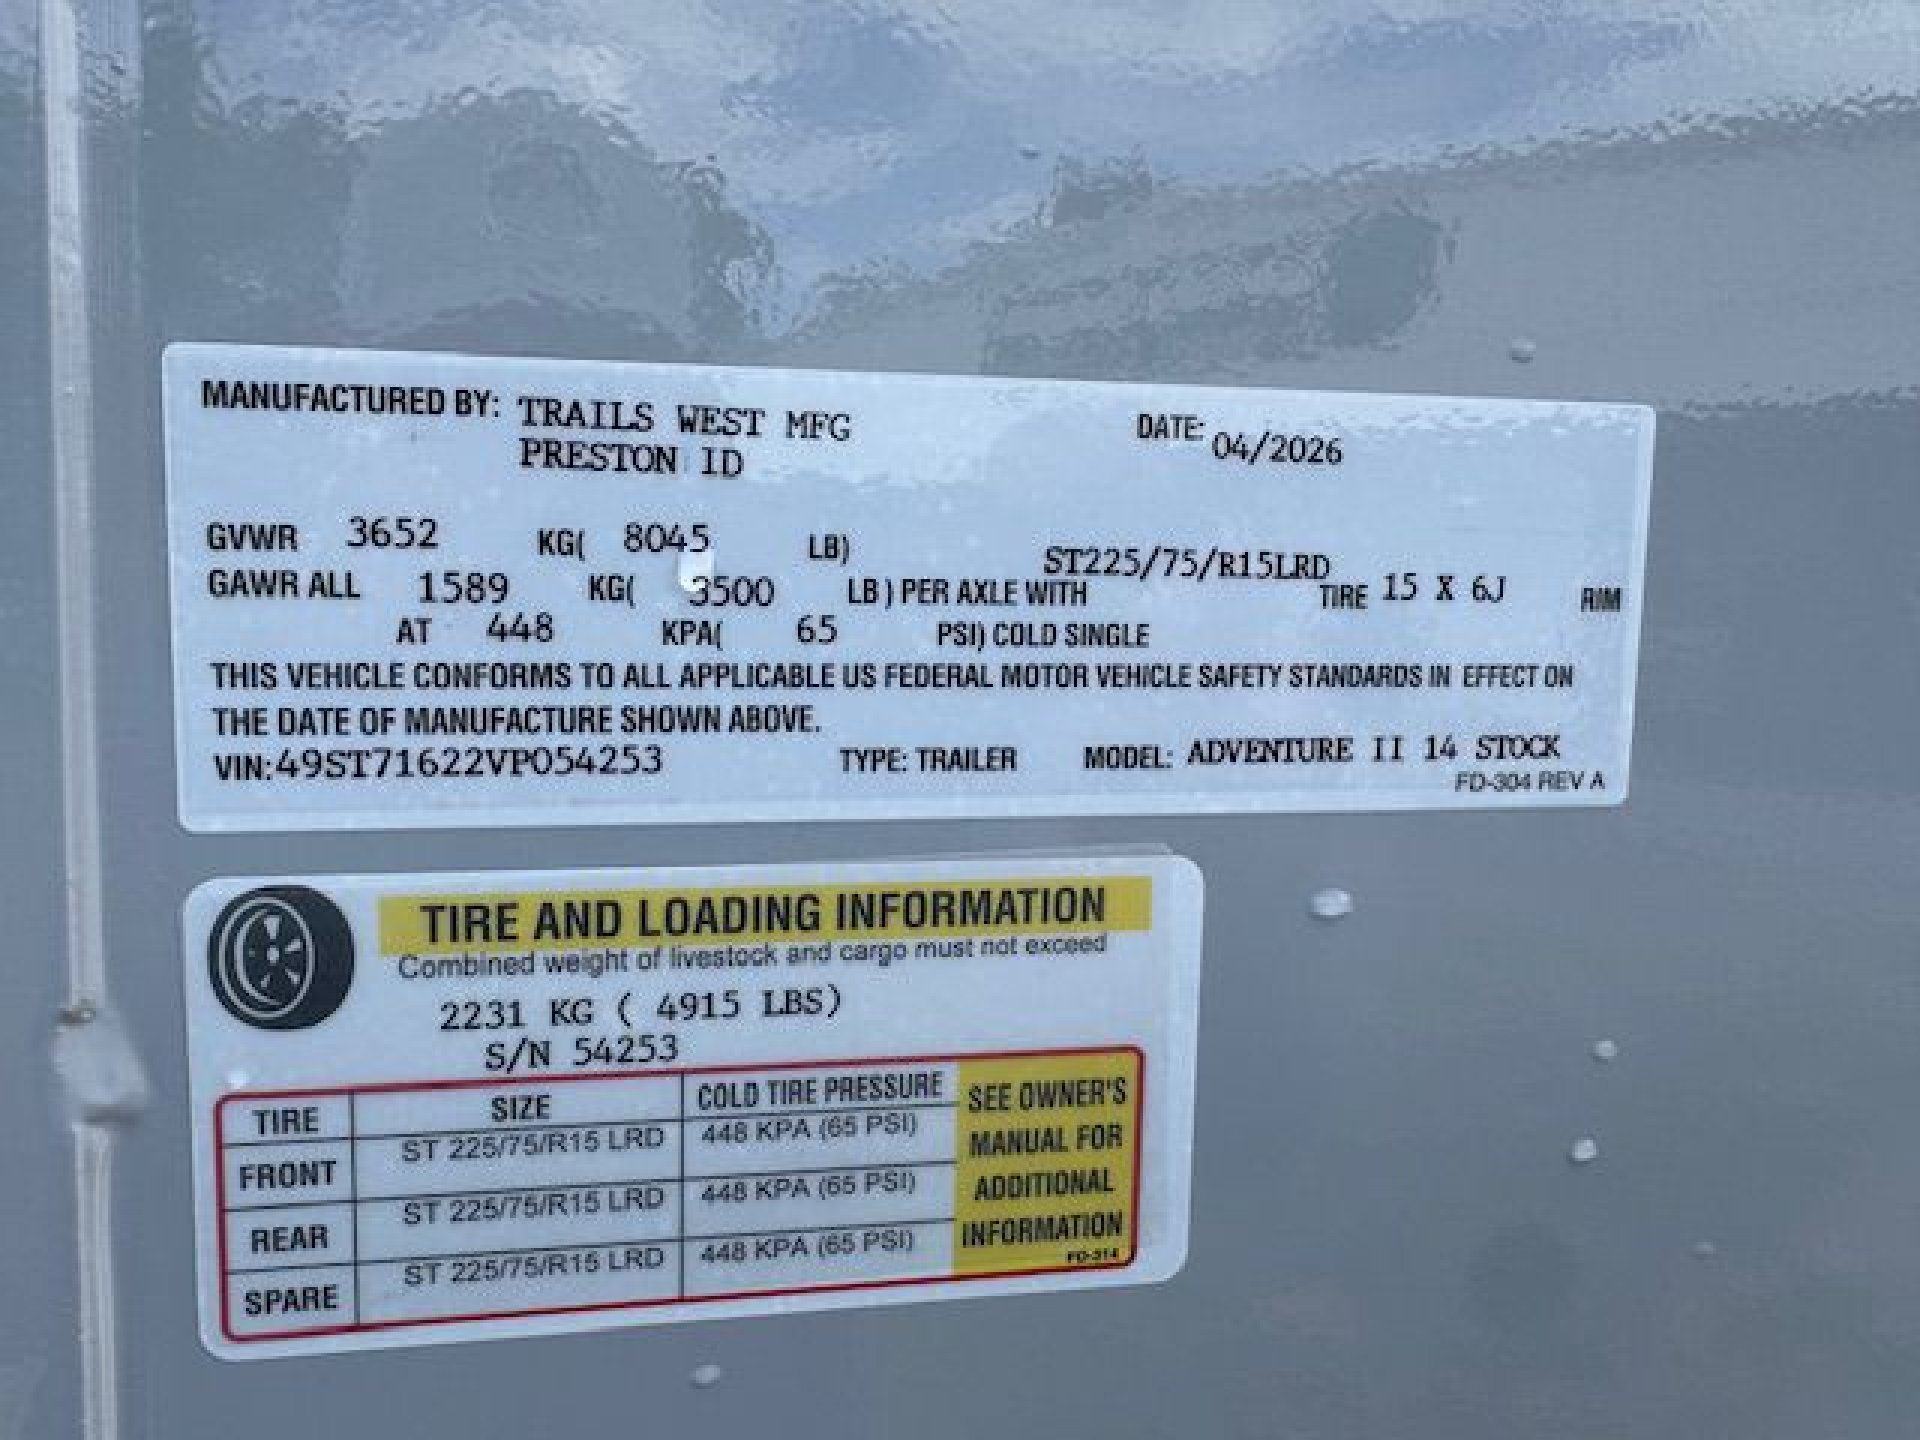 MANUFACTURED BY: TRAILS WEST MFG
PRESTON ID
DATE: 04/2026
GVWR 3652 KG( 8045 LB)
GAWR ALL 1589 KG( 3500 LB) PER AXLE WITH ST225/75/R15LRD TIRE 15 X 6J RIM
AT 448 KPA( 65 PSI) COLD SINGLE
THIS VEHICLE CONFORMS TO ALL APPLICABLE US FEDERAL MOTOR VEHICLE SAFETY STANDARDS IN EFFECT ON
THE DATE OF MANUFACTURE SHOWN ABOVE.
VIN:49ST71622VP054253 TYPE: TRAILER MODEL: ADVENTURE II 14 STOCK
FD-304 REV A
TIRE AND LOADING INFORMATION
Combined weight of livestock and cargo must not exceed
2231 KG ( 4915 LBS)
S/N 54253
TIRE SIZE COLD TIRE PRESSURE
FRONT ST 225/75/R15 LRD 448 KPA (65 PSI)
REAR ST 225/75/R15 LRD 448 KPA (65 PSI)
SPARE ST 225/75/R15 LRD 448 KPA (65 PSI)
SEE OWNER'S
MANUAL FOR
ADDITIONAL
INFORMATION
FD-314